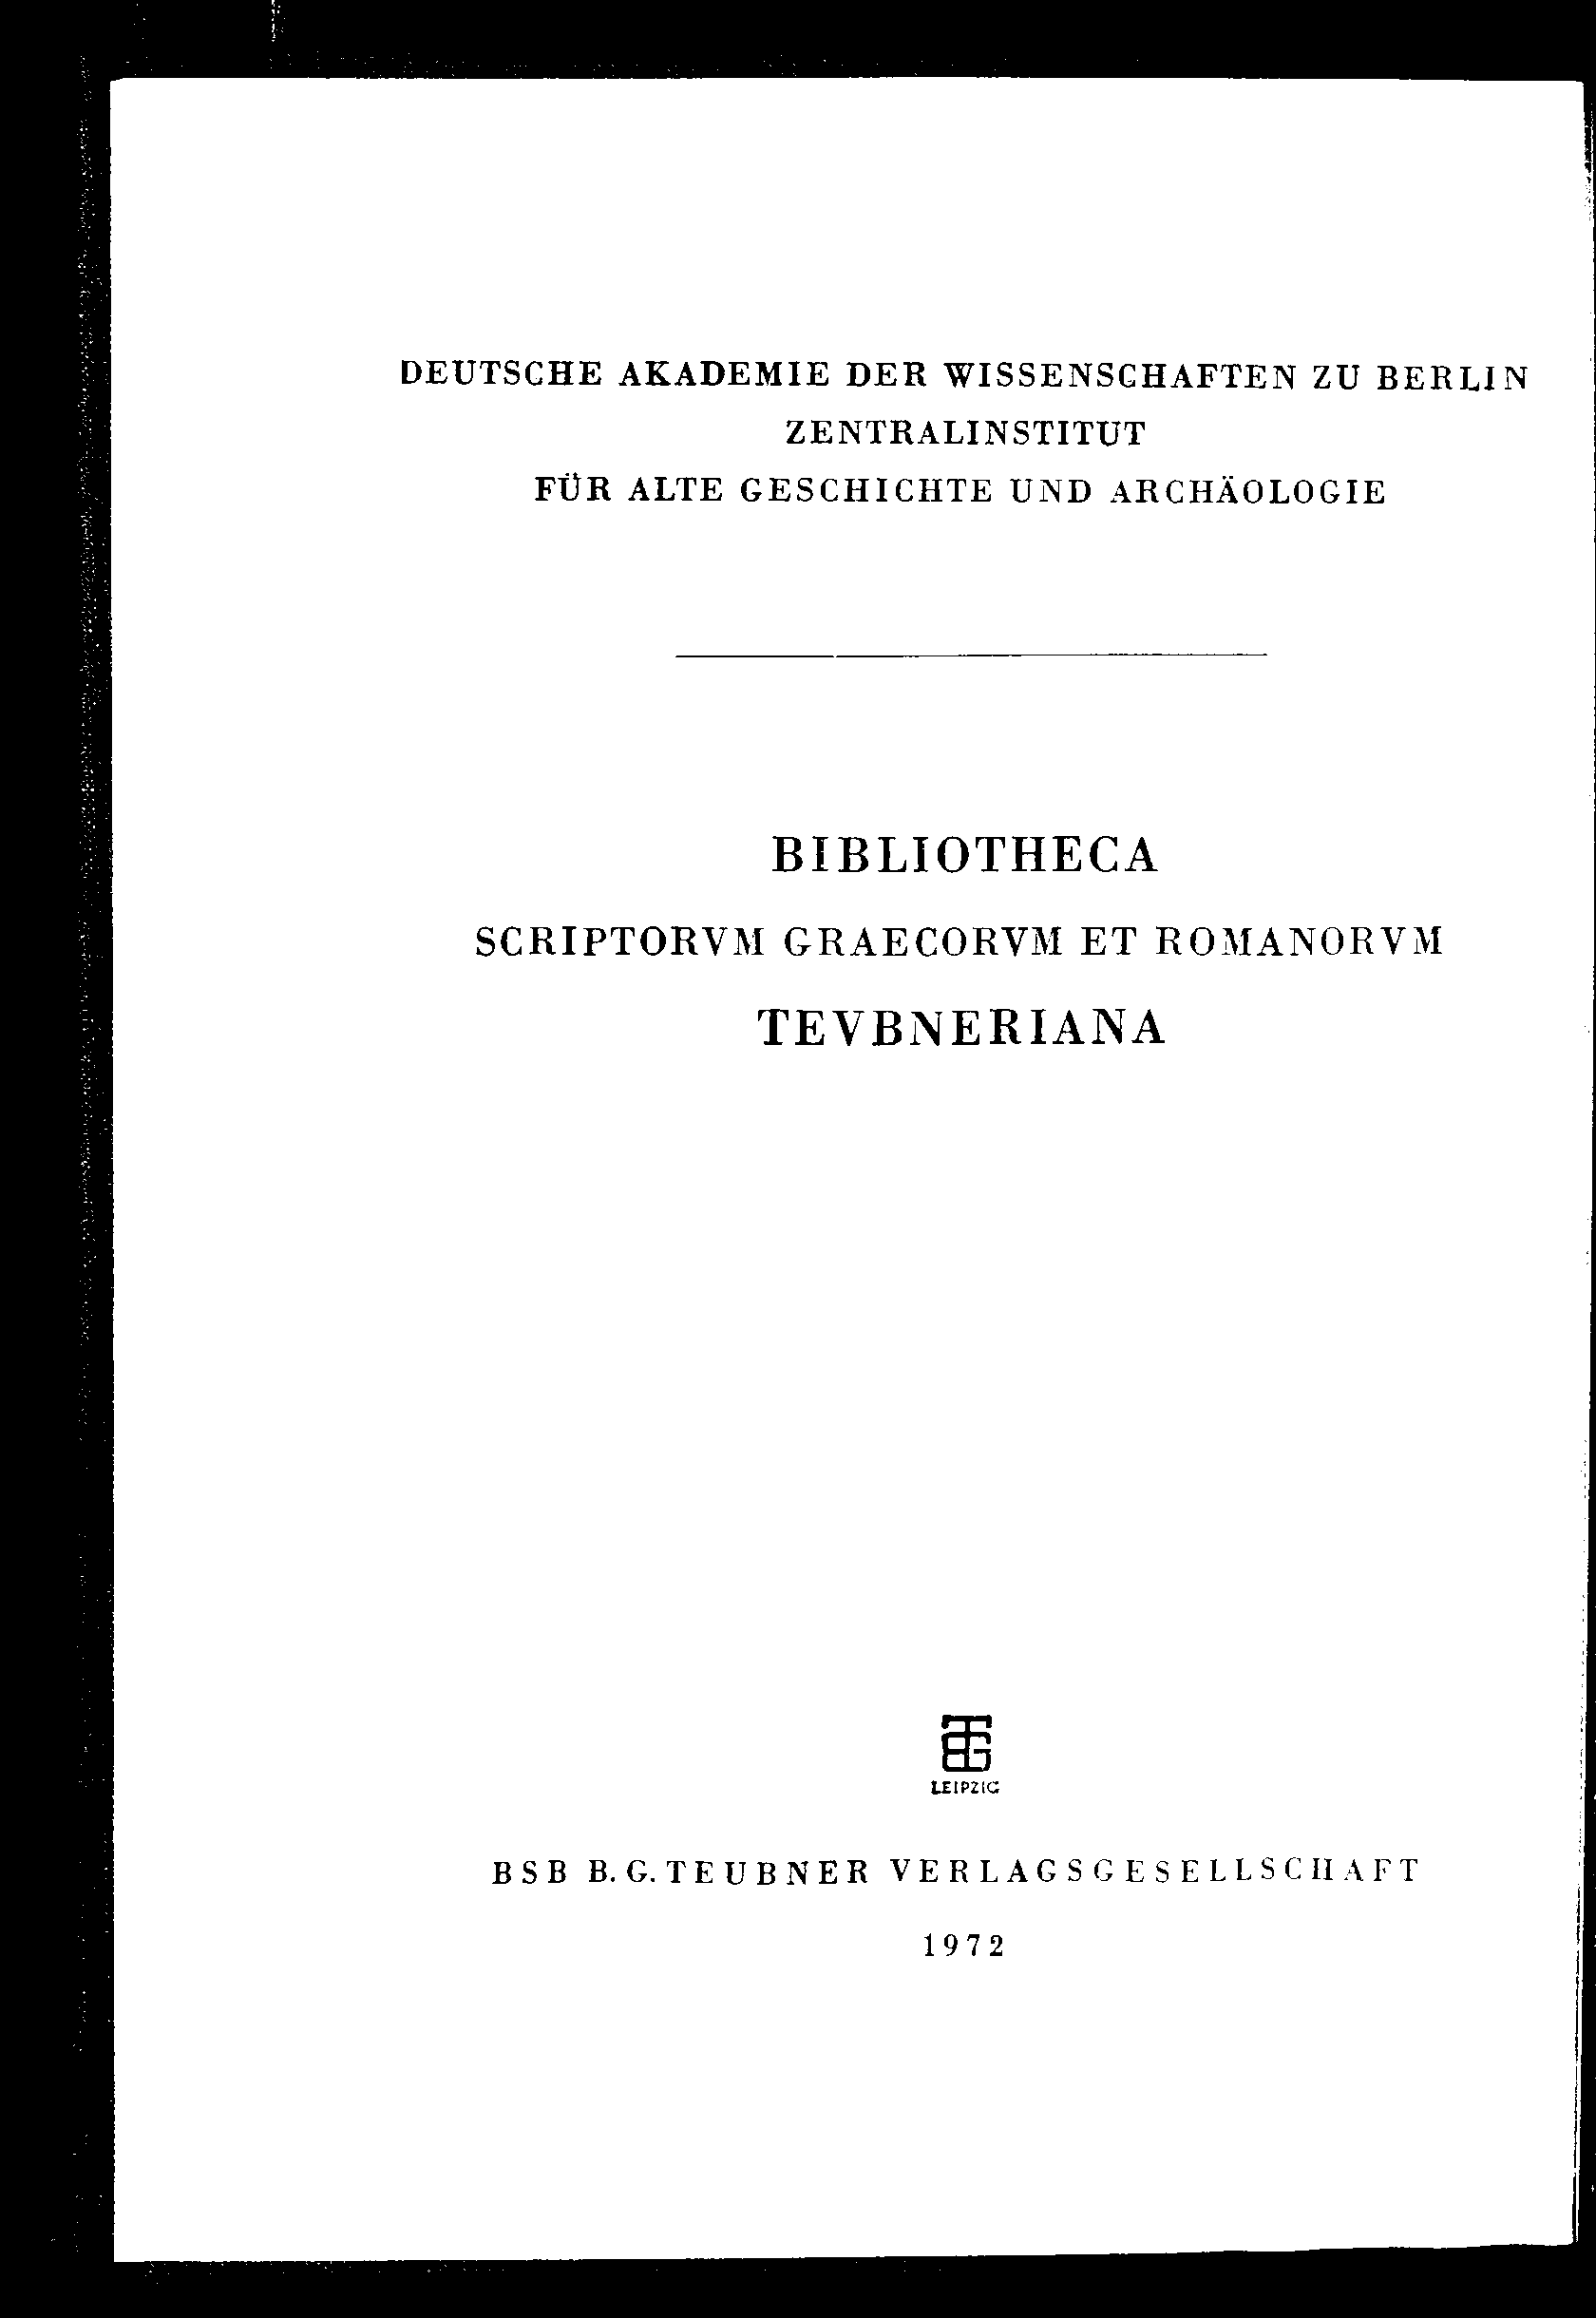 DEUTSCHE AKADEMIE DER WISSENSCHAFTEN ZU BERLIN
ZENTRALINSTITUT
FÜR ALTE GESCHICHTE UND ARCHÄOLOGIE
BIBLIOTHECA
SCRIPTORVM GRAECORVM ET ROMANORVM
TEVBNERIANA
LEIPZIG
BSB B.G.TEUBNER VERLAGSGESELLSCHAFT
1972